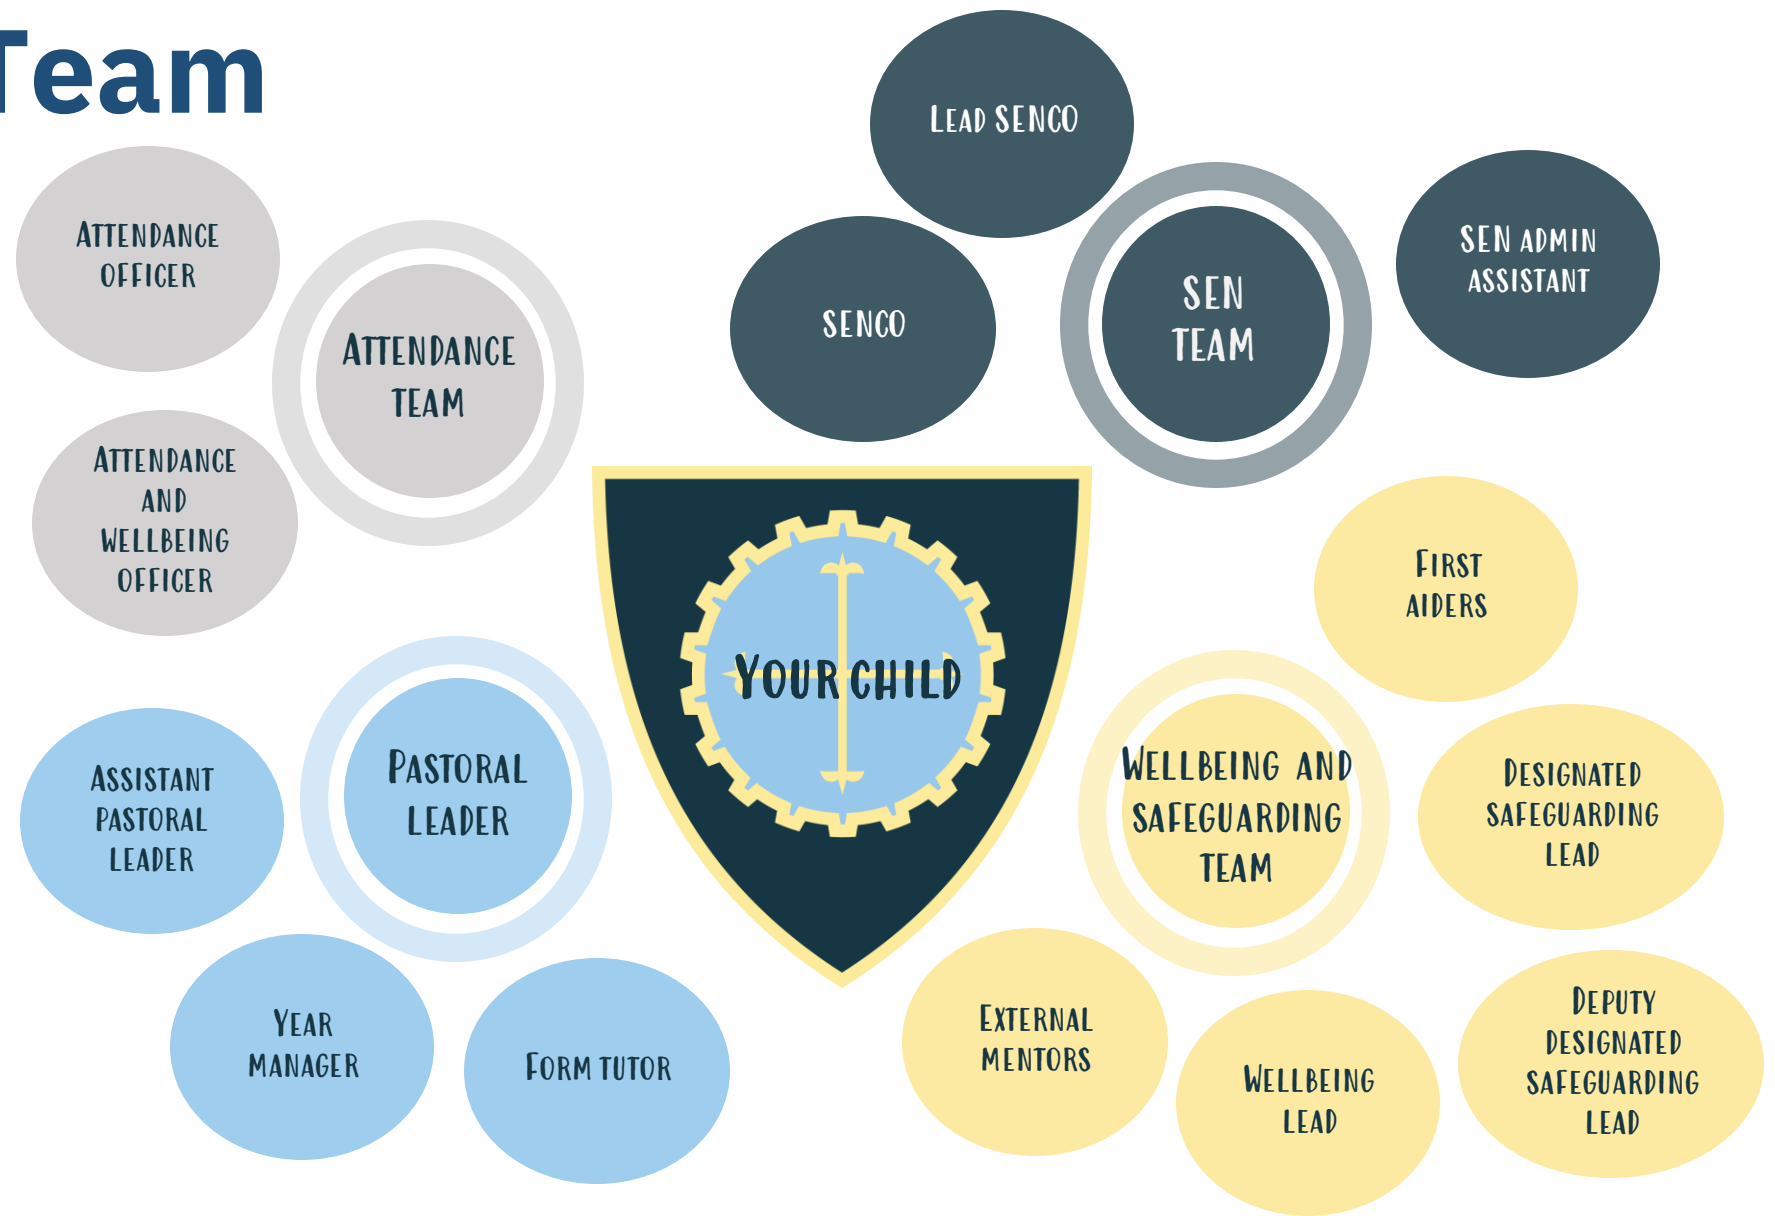 Team
Lead SENCO
Attendance
officer
SENCO
SEN
team
SEN admin
assistant
Attendance
team
Attendance
and
wellbeing
officer
Your child
First
aiders
Assistant
pastoral
leader
Pastoral
leader
Wellbeing and
safeguarding
team
Designated
safeguarding
lead
Year
manager
Form tutor
External
mentors
Wellbeing
lead
Deputy
designated
safeguarding
lead